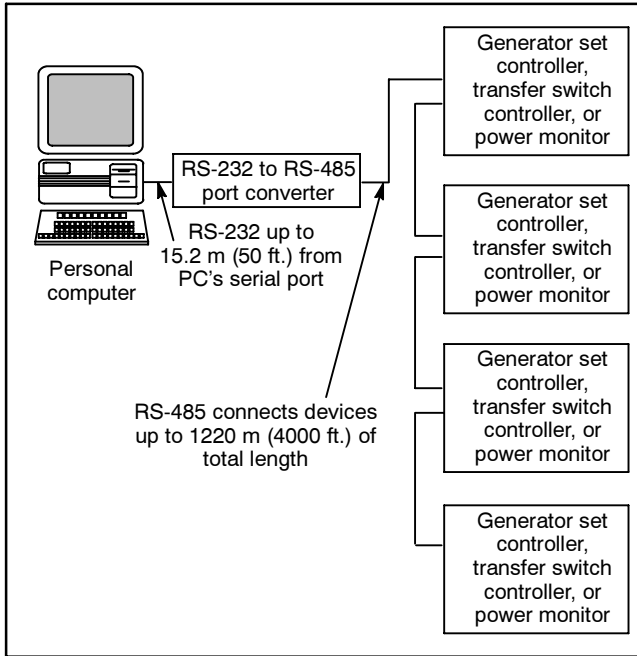 Personal
computer
RS-232 to RS-485
port converter
RS-232 up to
15.2 m (50 ft.) from
PC’s serial port
RS-485 connects devices
up to 1220 m (4000 ft.) of
total length
Generator set
controller,
transfer switch
controller, or
power monitor
Generator set
controller,
transfer switch
controller, or
power monitor
Generator set
controller,
transfer switch
controller, or
power monitor
Generator set
controller,
transfer switch
controller, or
power monitor